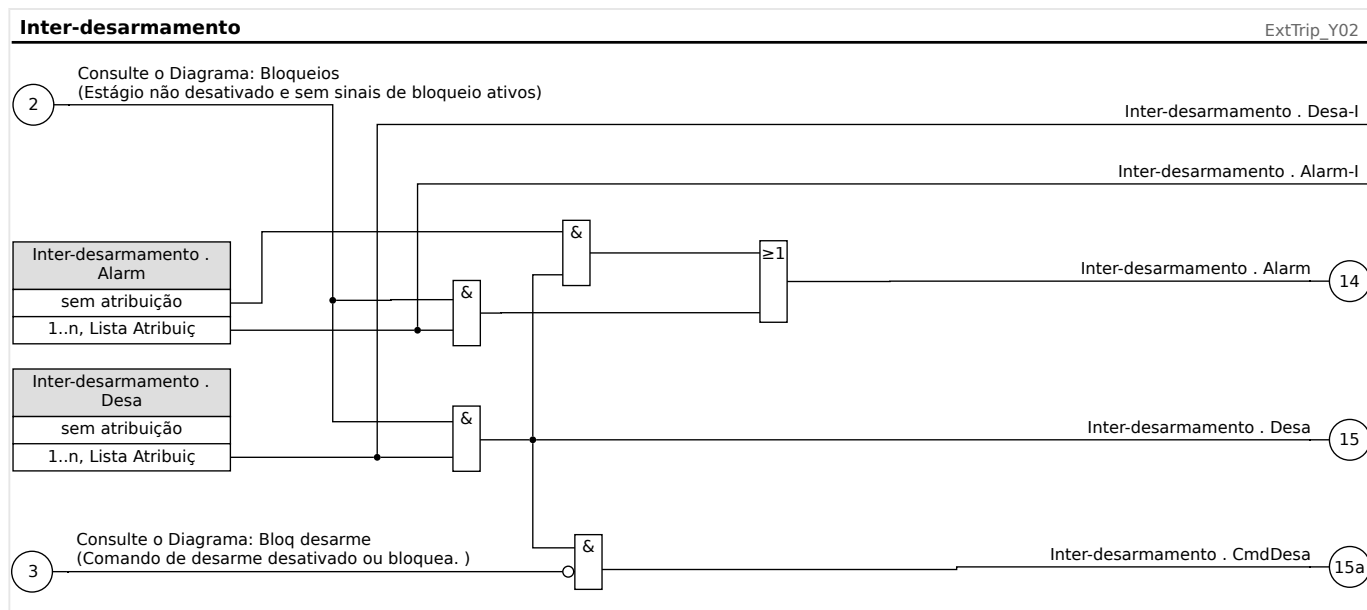 Inter-desarmamento
ExtTrip_Y02
Consulte o Diagrama: Bloqueios
(Estágio não desativado e sem sinais de bloqueio ativos)
2
Inter-desarmamento . Desa-I
Inter-desarmamento . Alarm-I
&
Inter-desarmamento .
Alarm
sem atribuição
1..n, Lista Atribuiç
&
≥1
Inter-desarmamento . Alarm
14
Inter-desarmamento .
Desa
sem atribuição
1..n, Lista Atribuiç
&
Inter-desarmamento . Desa
15
Consulte o Diagrama: Bloq desarme
(Comando de desarme desativado ou bloquea. )
3
&
Inter-desarmamento . CmdDesa
15a